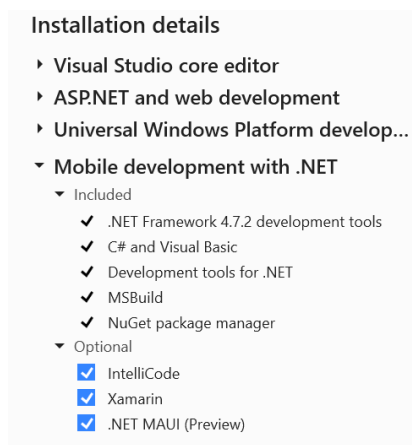 Installation details
Visual Studio core editor
ASP.NET and web development
Universal Windows Platform develop...
Mobile development with .NET
Included
.NET Framework 4.7.2 development tools
C# and Visual Basic
Development tools for .NET
MSBuild
NuGet package manager
Optional
IntelliCode
Xamarin
.NET MAUI (Preview)